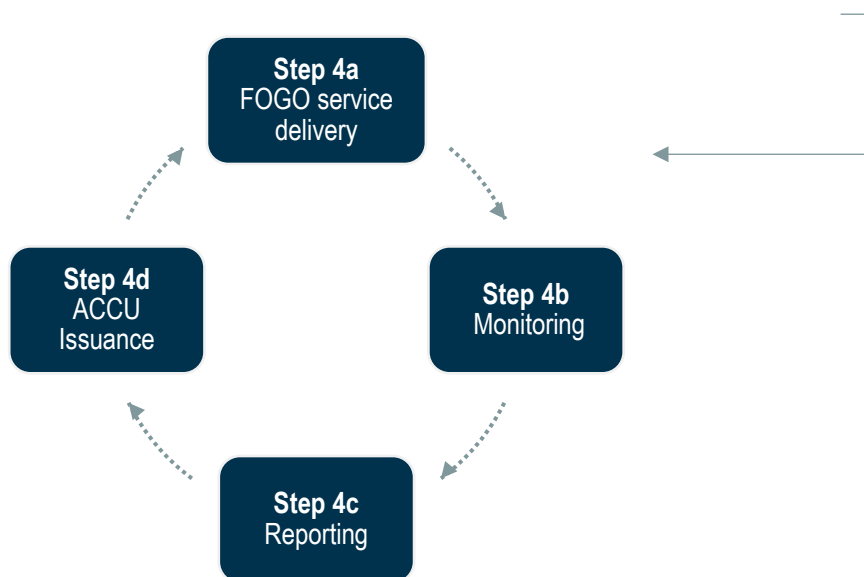 Step 4a
FOGO service
delivery
Step 4d
ACCU
Issuance
Step 4b
Monitoring
Step 4c
Reporting